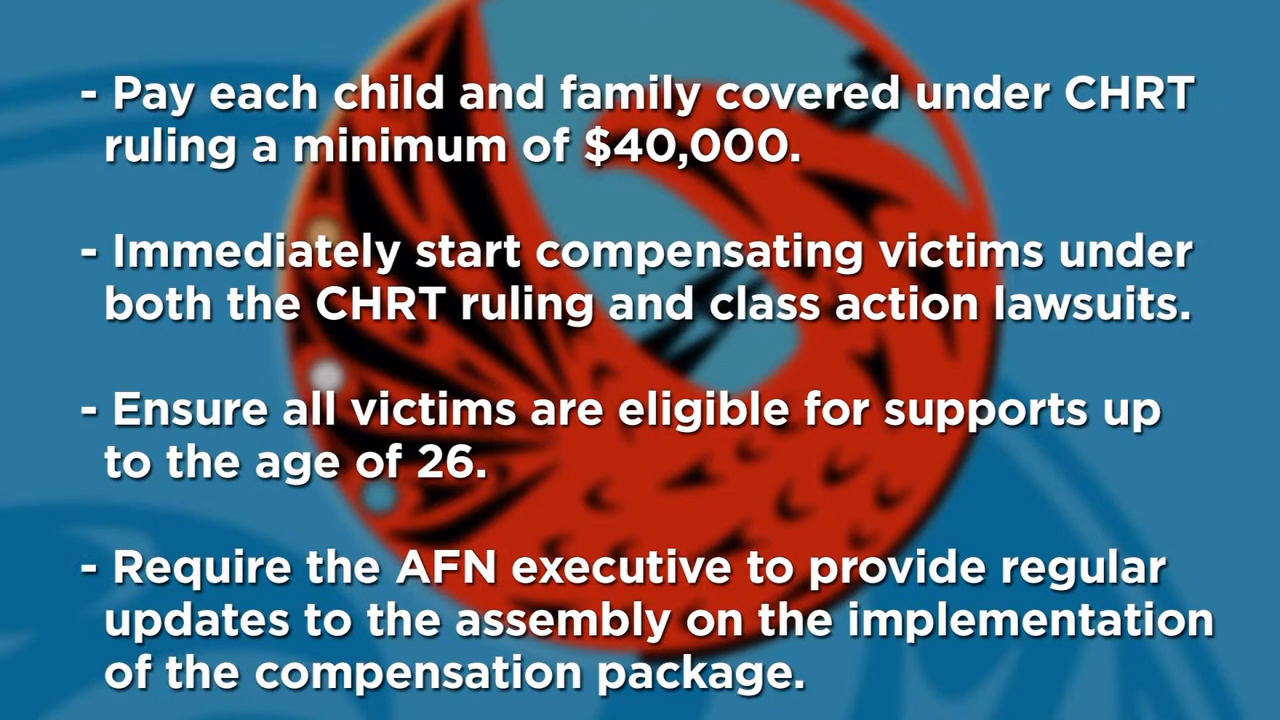 - Pay each child and family covered under CHRT
ruling a minimum of $40,000.
- Immediately start compensating victims under
both the CHRT ruling and class action lawsuits.
- Ensure all victims are eligible for supports up
to the age of 26.
- Require the AFN executive to provide regular
updates to the assembly on the implementation
of the compensation package.